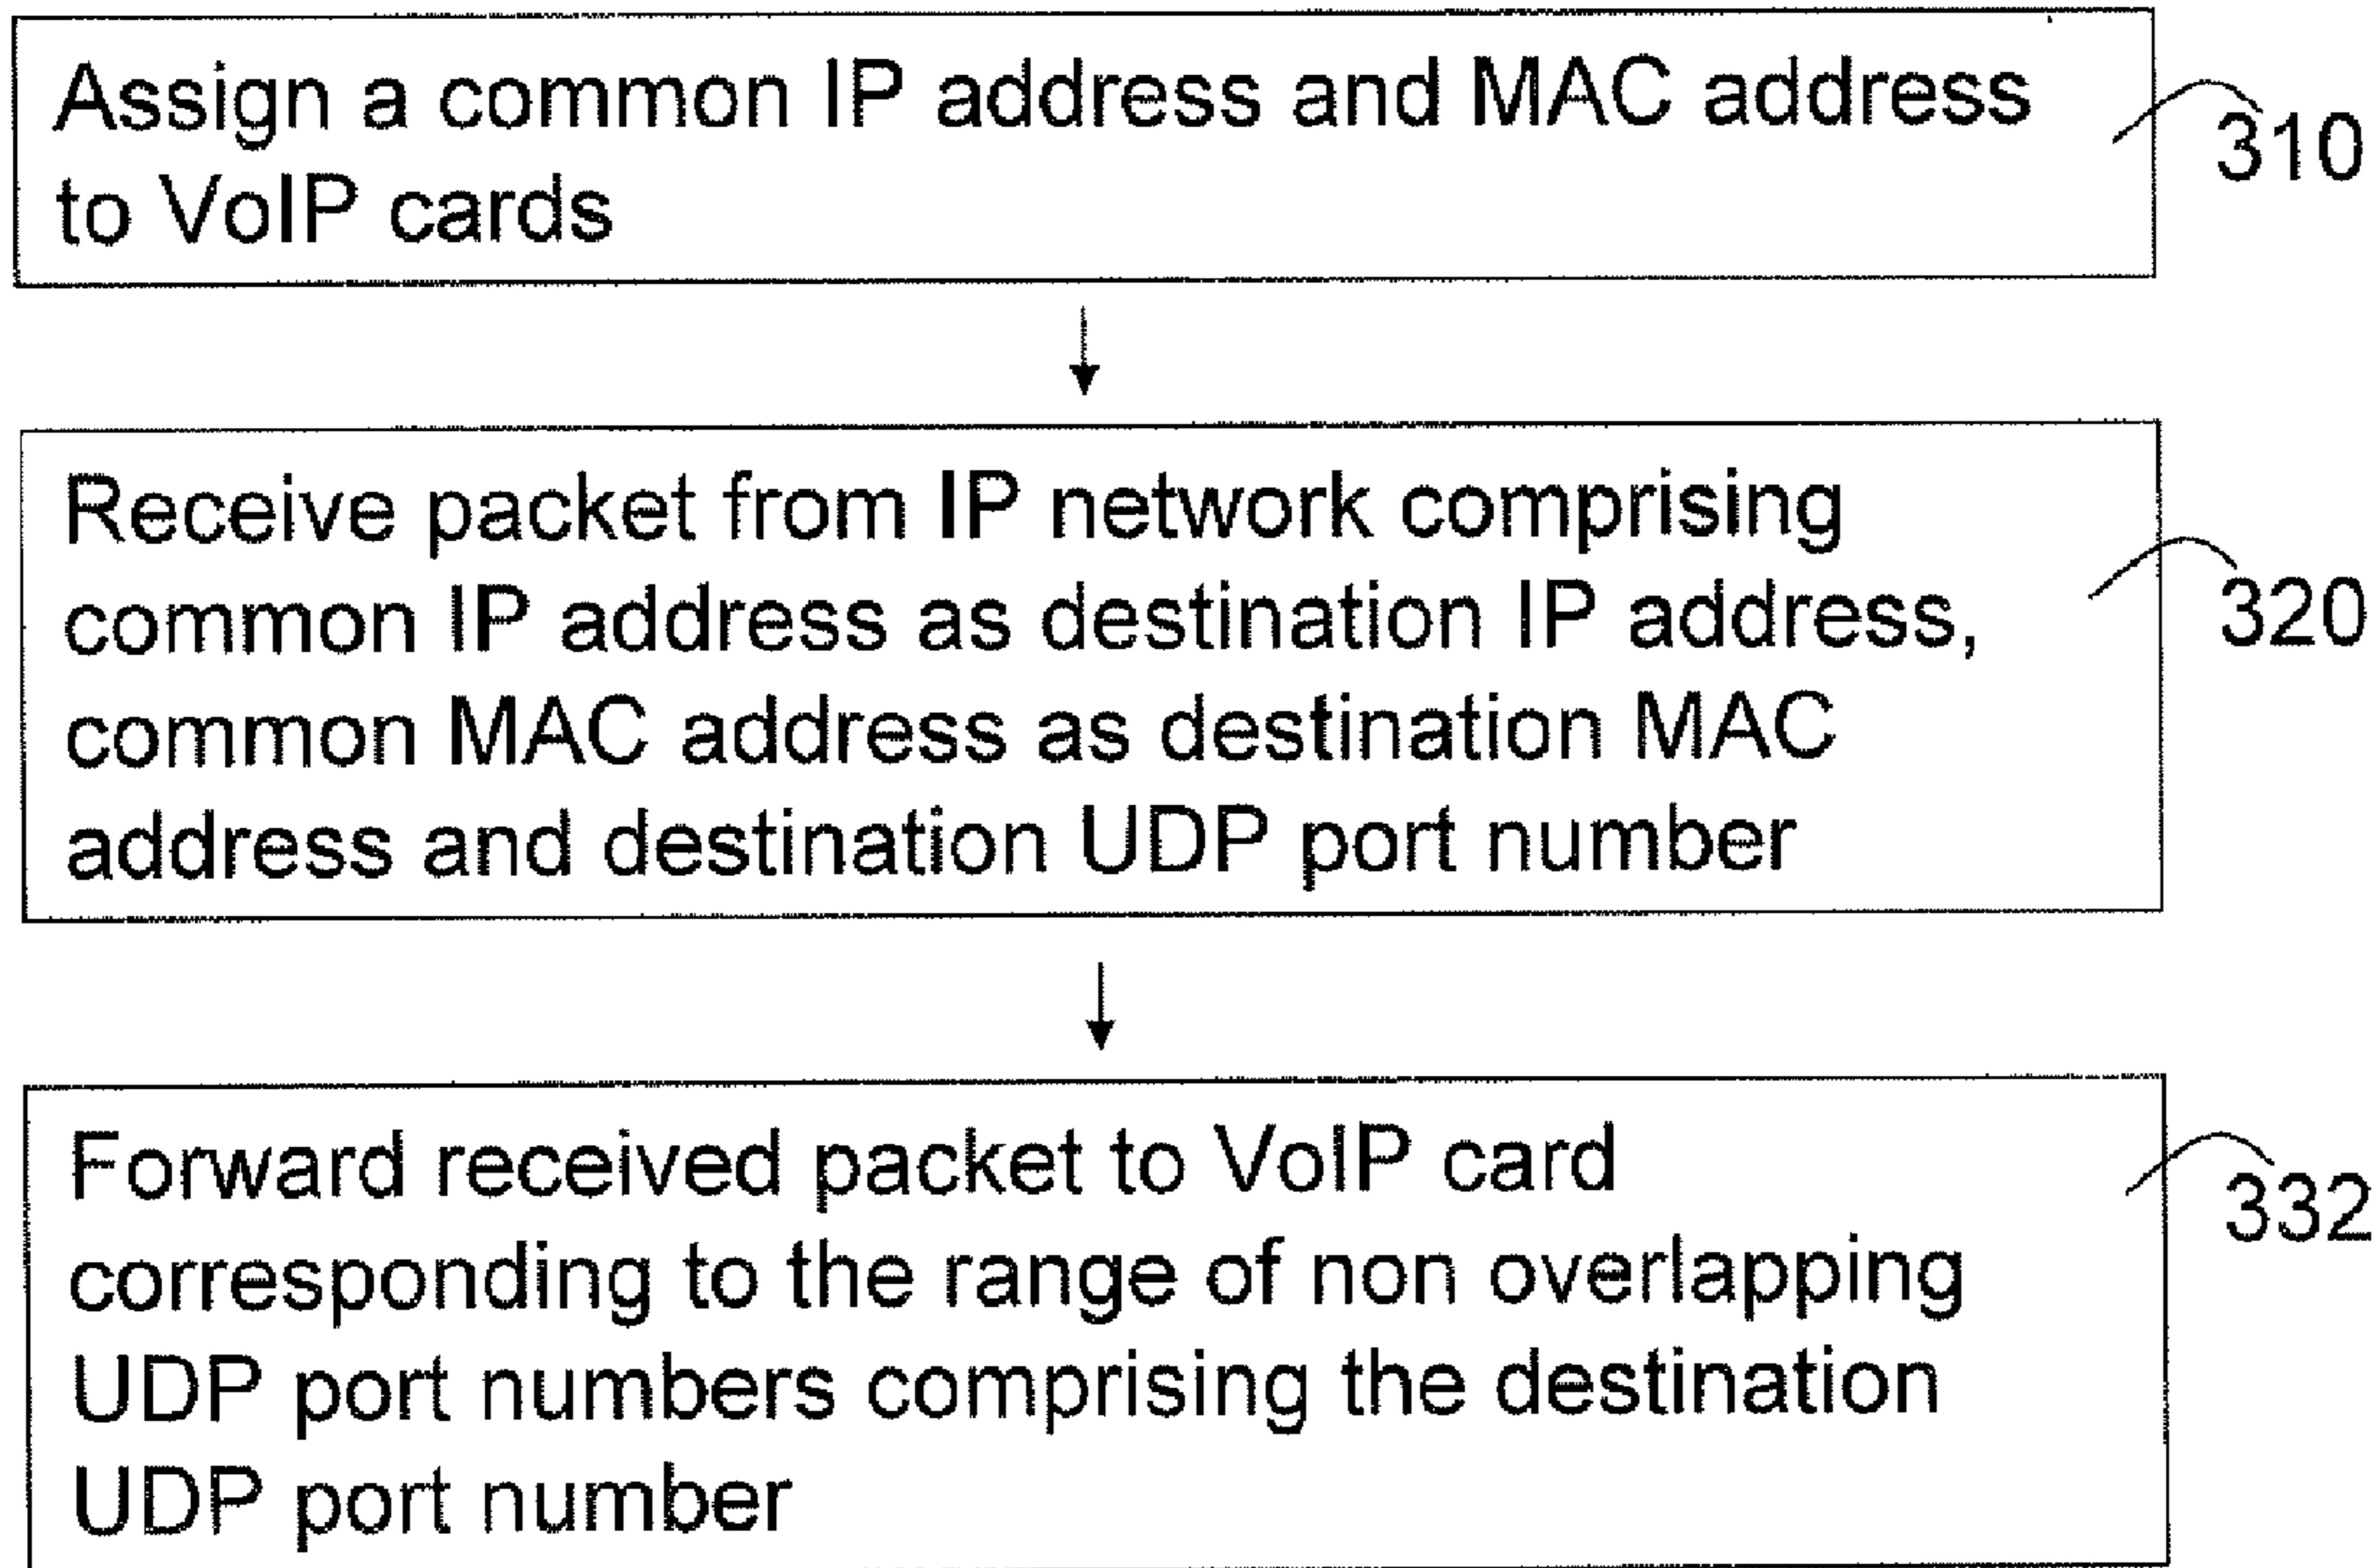 Assign a common IP address and MAC address
to VoIP cards
310
Receive packet from IP network comprising
common IP address as destination IP address,
common MAC address as destination MAC
address and destination UDP port number
320
Forward received packet to VoIP card
corresponding to the range of non overlapping
UDP port numbers comprising the destination
UDP port number
332